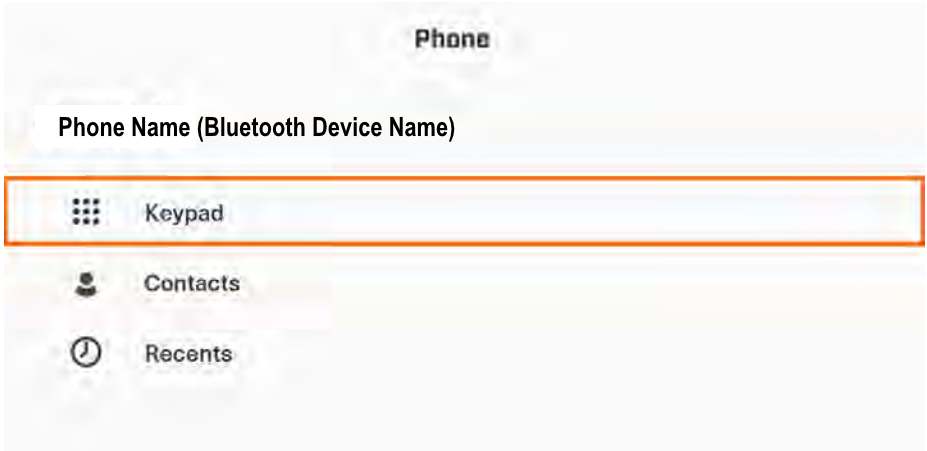 Phone
Phone Name (Bluetooth Device Name)
Keypad
Contacts
Recents